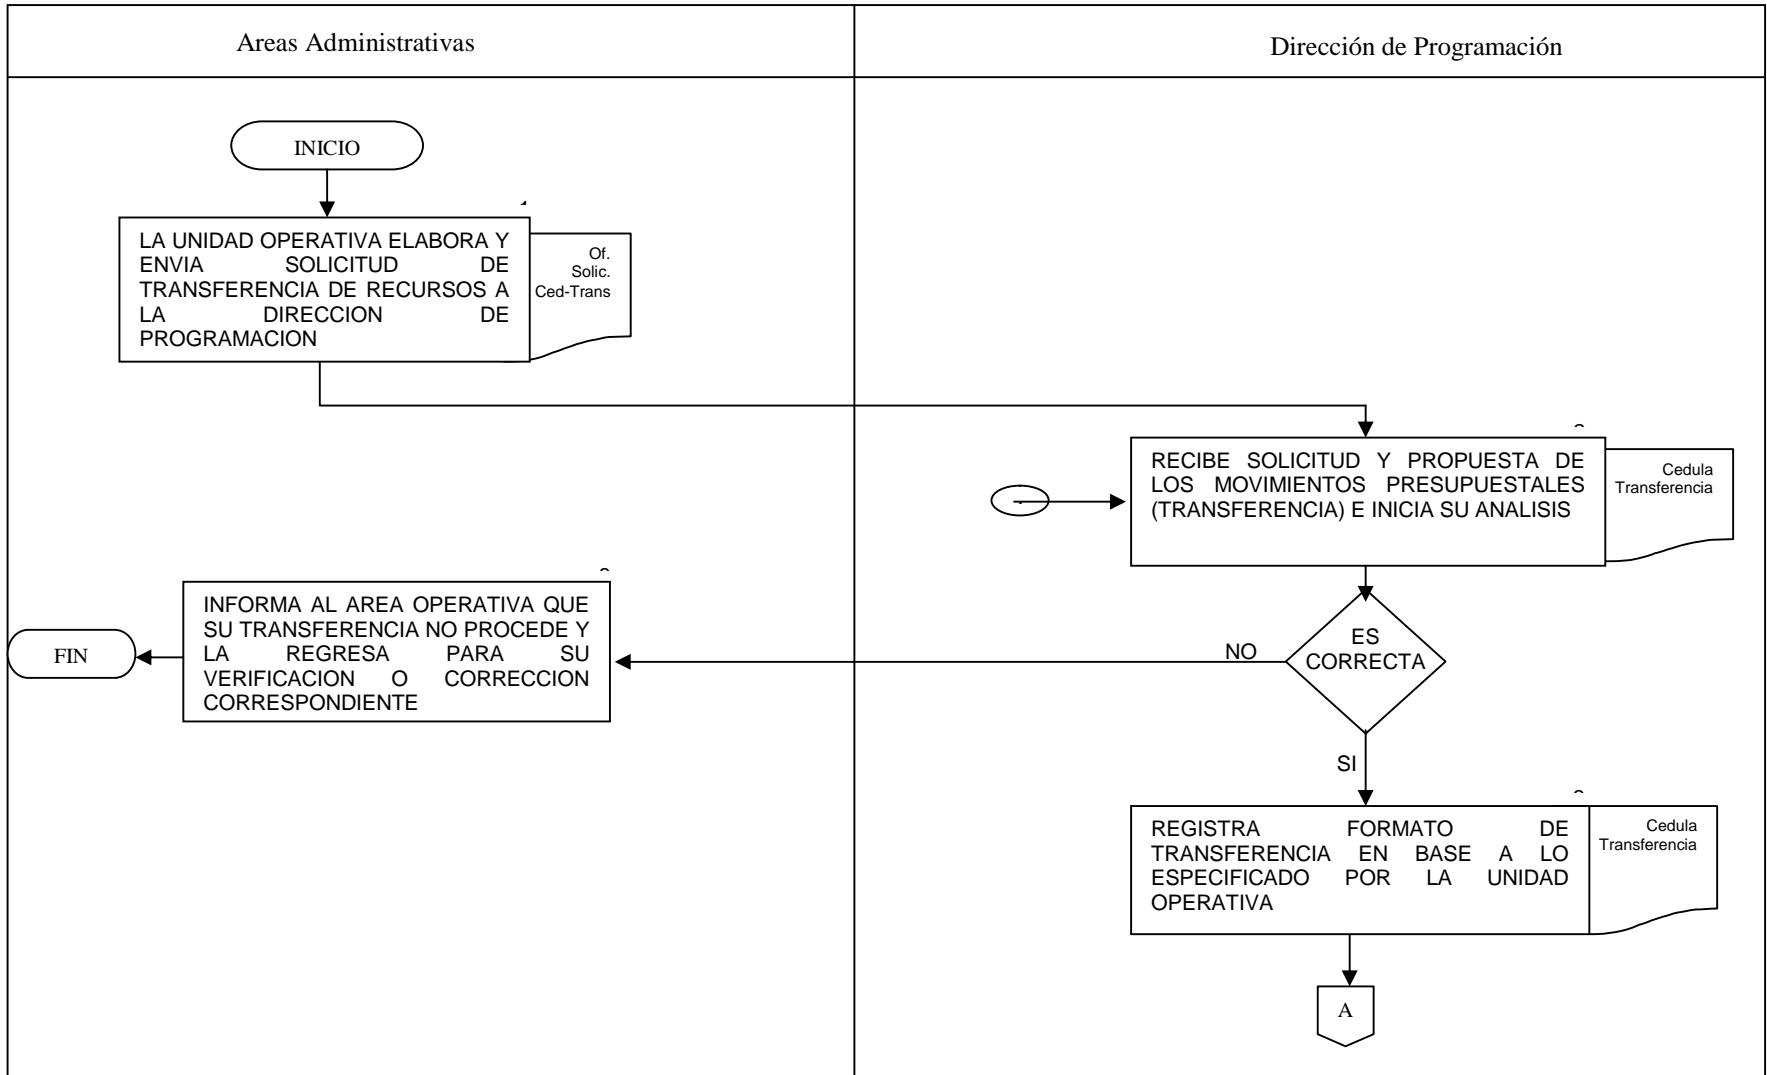 Areas Administrativas
Dirección de Programación
INICIO
LA UNIDAD OPERATIVA ELABORA Y
ENVIA SOLICITUD DE
TRANSFERENCIA DE RECURSOS A
LA DIRECCION DE
PROGRAMACION
Of.
Solic.
Ced-Trans
RECIBE SOLICITUD Y PROPUESTA DE
LOS MOVIMIENTOS PRESUPUESTALES
(TRANSFERENCIA) E INICIA SU ANALISIS
Cedula
Transferencia
INFORMA AL AREA OPERATIVA QUE
SU TRANSFERENCIA NO PROCEDE Y
LA REGRESA PARA SU
VERIFICACION O CORRECCION
CORRESPONDIENTE
FIN
NO
ES
CORRECTA
SI
REGISTRA FORMATO DE
TRANSFERENCIA EN BASE A LO
ESPECIFICADO POR LA UNIDAD
OPERATIVA
Cedula
Transferencia
A